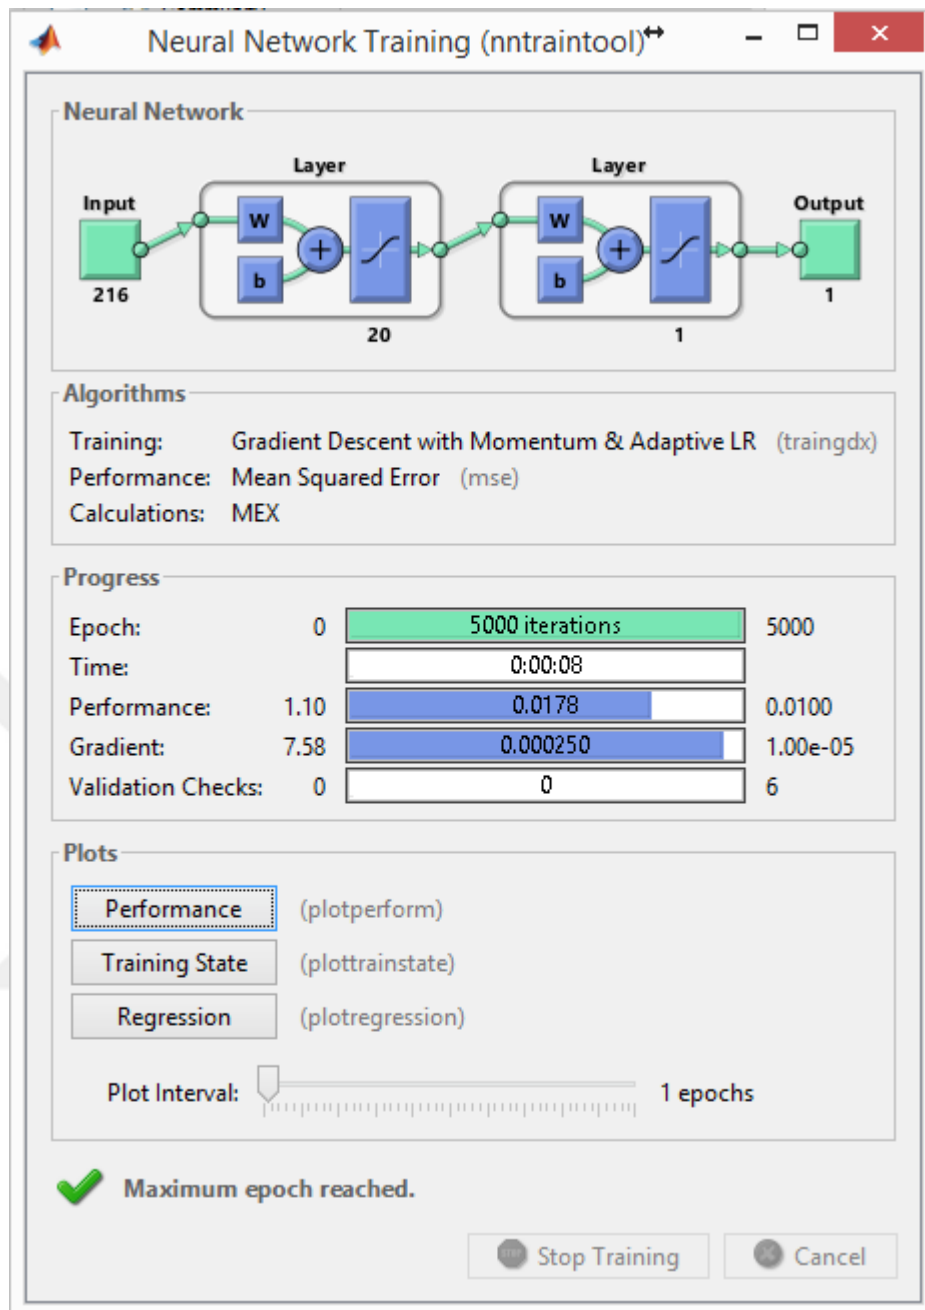 Neural Network Training (nntraintool)
Neural Network
Layer Layer
Input Output
W W
b b
216 1
20 1
Algorithms
Training: Gradient Descent with Momentum & Adaptive LR (traingdx)
Performance: Mean Squared Error (mse)
Calculations: MEX
Progress
Epoch: 0 5000 iterations 5000
Time: 0:00:08
Performance: 1.10 0.0178 0.0100
Gradient: 7.58 0.000250 1.00e-05
Validation Checks: 0 0 6
Plots
Performance (plotperform)
Training State (plottrainstate)
Regression (plotregression)
Plot Interval: 1 epochs
Maximum epoch reached.
STOP Stop Training Cancel